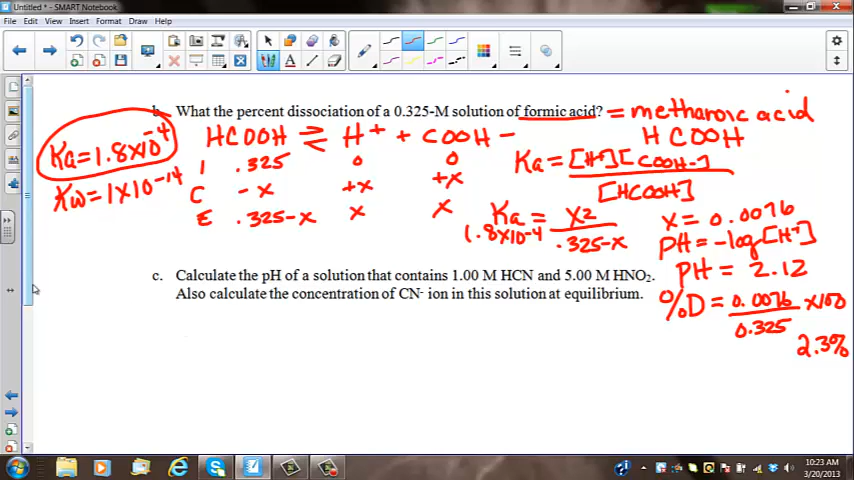 Untitled * - SMART Notebook
File Edit View Insert Format Tools Add-ons Draw Help
b. What the percent dissociation of a 0.325-M solution of formic acid? = methanoic acid
HCOOH ⇌ H+ + COOH -
HCOOH
Ka=1.8x10-4
Kw=1x10-14
I .325 0 0
C -x +x +x
E .325-x x x
Ka = [H+][COOH-]
[HCOOH]
Ka = x2
1.8x10-4 .325-x
x = 0.0076
pH = -log[H+]
pH = 2.12
%D = 0.0076 x100
0.325
2.3%
c. Calculate the pH of a solution that contains 1.00 M HCN and 5.00 M HNO2.
Also calculate the concentration of CN- ion in this solution at equilibrium.
10:23 AM
3/20/2013